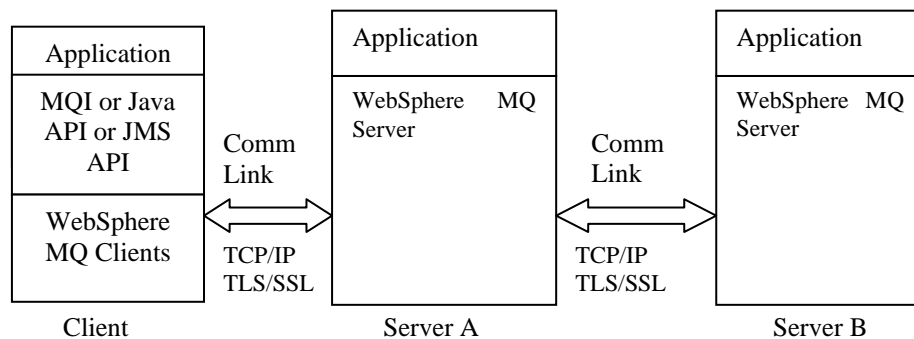 Application
MQI or Java
API or JMS
API
WebSphere
MQ Clients
Client
Comm
Link
TCP/IP
TLS/SSL
Application
WebSphere MQ
Server
Server A
Comm
Link
TCP/IP
TLS/SSL
Application
WebSphere MQ
Server
Server B